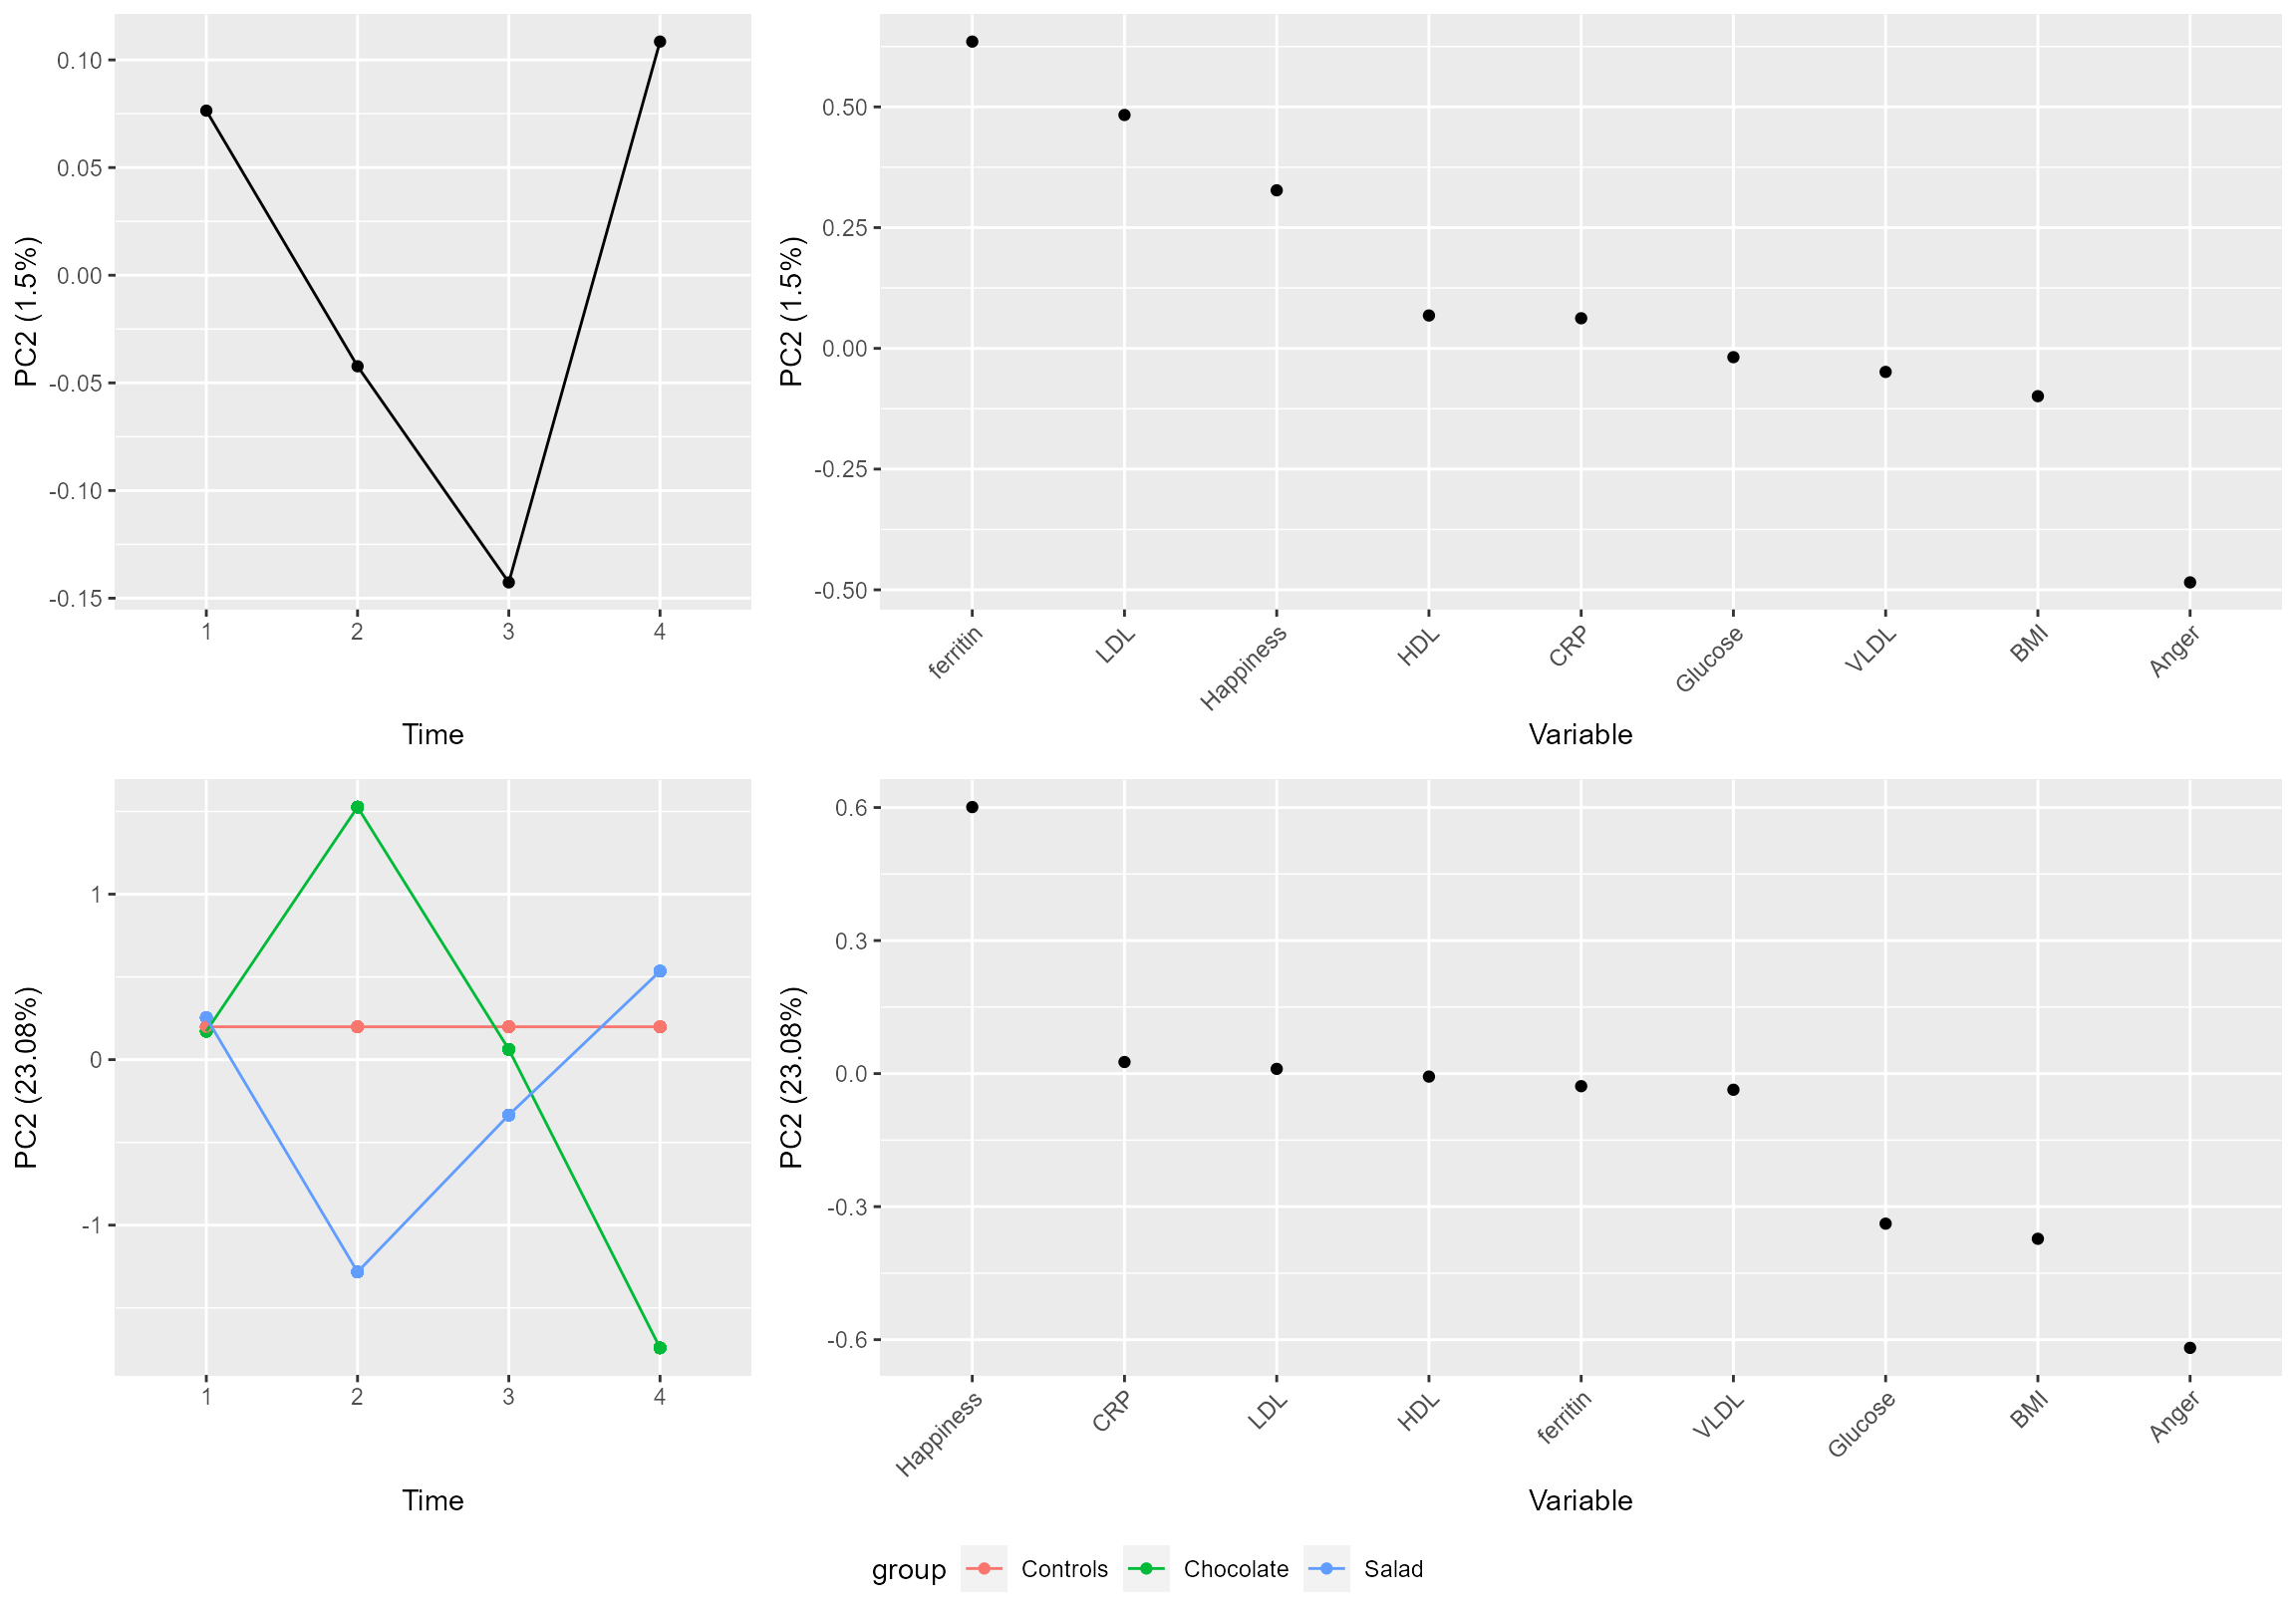 PC2 (1.5%)
0.10
0.05
0.00
-0.05
-0.10
-0.15
1 2 3 4
Time
PC2 (1.5%)
0.50
0.25
0.00
-0.25
-0.50
ferritin LDL Happiness HDL CRP Glucose VLDL BMI Anger
Variable
PC2 (23.08%)
1
0
-1
1 2 3 4
Time
PC2 (23.08%)
0.6
0.3
0.0
-0.3
-0.6
Happiness CRP LDL HDL ferritin VLDL Glucose BMI Anger
Variable
group Controls Chocolate Salad